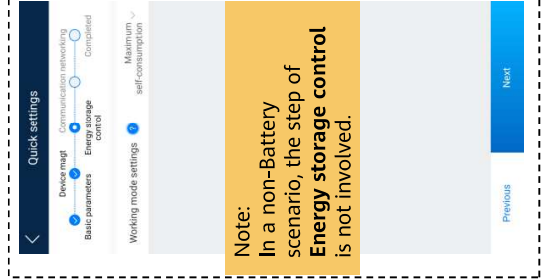 Quick settings
Device magt
Communication networking
Basic parameters
Energy storage
control
Completed
Working mode settings ?
Maximum
self-consumption
Note:
In a non-Battery
scenario, the step of
Energy storage control
is not involved.
Previous
Next